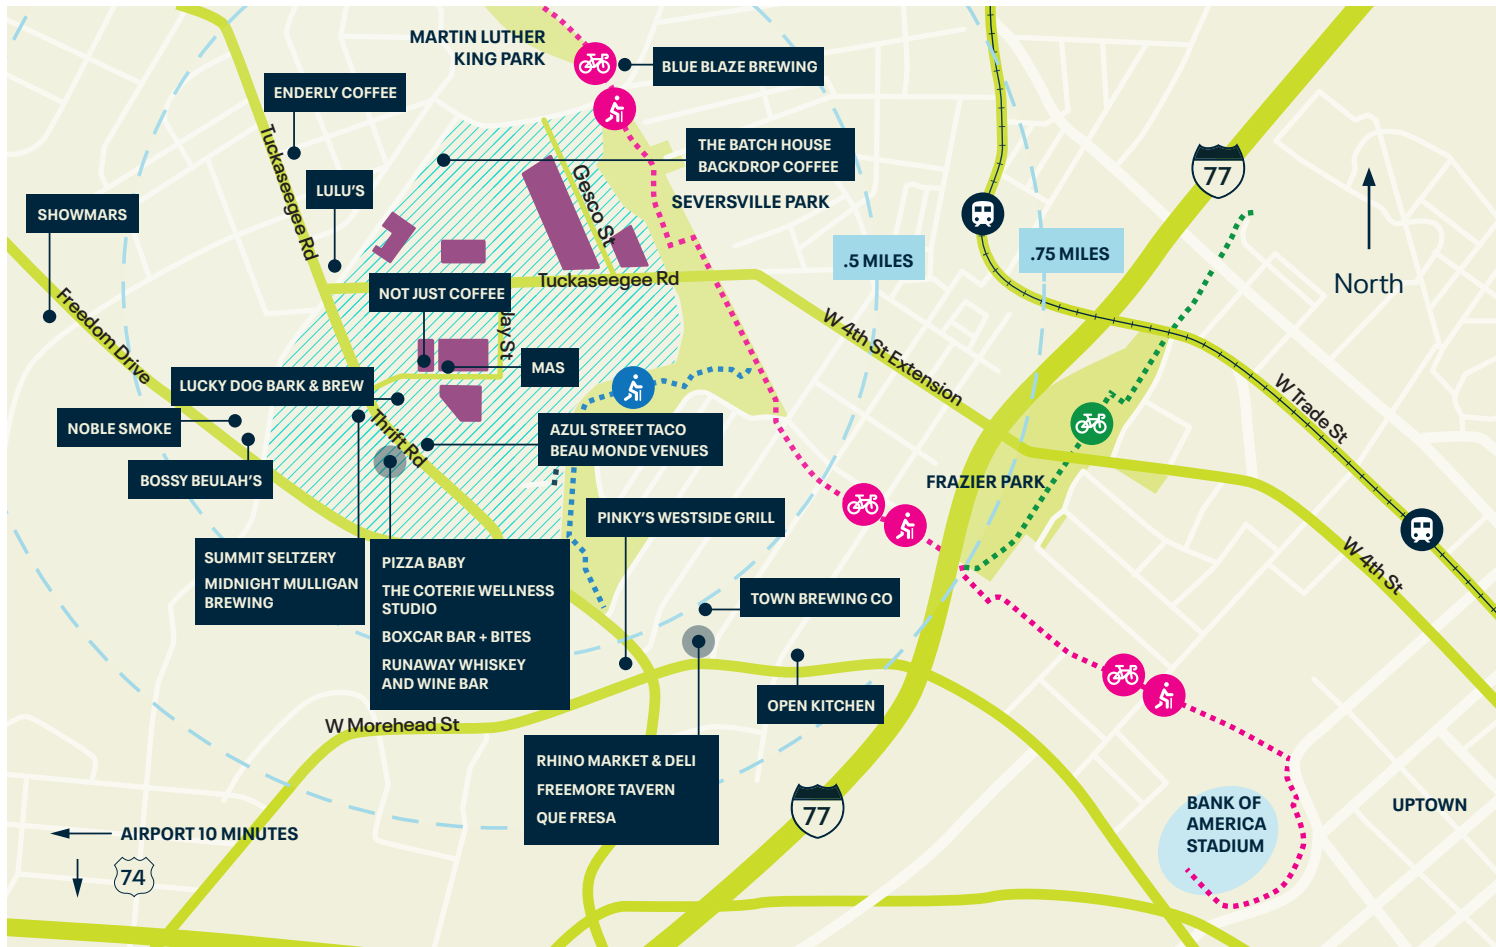 MARTIN LUTHER
KING PARK
BLUE BLAZE BREWING
ENDERLY COFFEE
THE BATCH HOUSE
BACKDROP COFFEE
SEVERSVILLE PARK
77
LULU'S
SHOWMARS
Tuckaseegee Rd
Gesco St
.5 MILES
.75 MILES
North
Tuckaseegee Rd
NOT JUST COFFEE
Jay St
Freedom Drive
W 4th St Extension
MAS
LUCKY DOG BARK & BREW
W Trade St
NOBLE SMOKE
Thrift Rd
AZUL STREET TACO
BEAU MONDE VENUES
BOSSY BEULAH'S
FRAZIER PARK
PINKY'S WESTSIDE GRILL
W 4th St
SUMMIT SELTZERY
MIDNIGHT MULLIGAN
BREWING
PIZZA BABY
THE COTERIE WELLNESS
STUDIO
BOXCAR BAR + BITES
RUNAWAY WHISKEY
AND WINE BAR
TOWN BREWING CO
OPEN KITCHEN
W Morehead St
RHINO MARKET & DELI
FREEMORE TAVERN
QUE FRESA
77
BANK OF
AMERICA
STADIUM
UPTOWN
AIRPORT 10 MINUTES
74